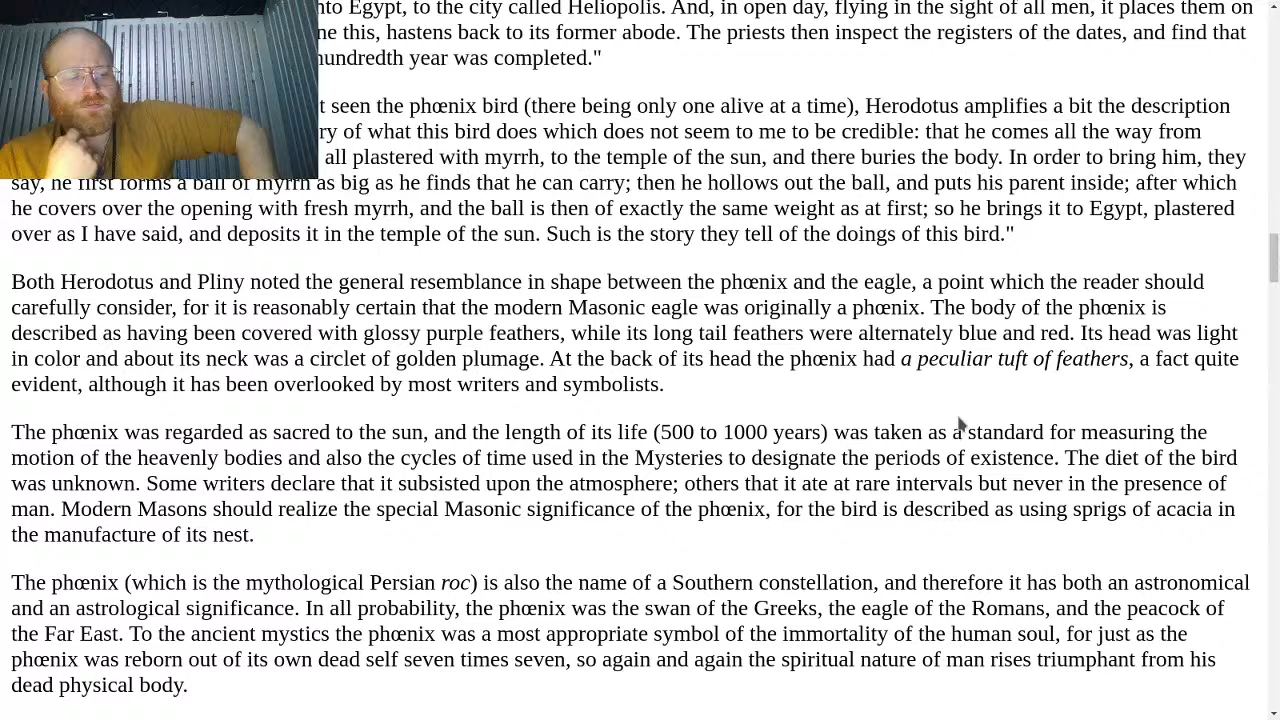 nto Egypt, to the city called Heliopolis. And, in open day, flying in the sight of all men, it places them on
ne this, hastens back to its former abode. The priests then inspect the registers of the dates, and find that
hundredth year was completed."
t seen the phœnix bird (there being only one alive at a time), Herodotus amplifies a bit the description
ry of what this bird does which does not seem to me to be credible: that he comes all the way from
all plastered with myrrh, to the temple of the sun, and there buries the body. In order to bring him, they
say, he first forms a ball of myrrh as big as he finds that he can carry; then he hollows out the ball, and puts his parent inside; after which
he covers over the opening with fresh myrrh, and the ball is then of exactly the same weight as at first; so he brings it to Egypt, plastered
over as I have said, and deposits it in the temple of the sun. Such is the story they tell of the doings of this bird."
Both Herodotus and Pliny noted the general resemblance in shape between the phœnix and the eagle, a point which the reader should
carefully consider, for it is reasonably certain that the modern Masonic eagle was originally a phœnix. The body of the phœnix is
described as having been covered with glossy purple feathers, while its long tail feathers were alternately blue and red. Its head was light
in color and about its neck was a circlet of golden plumage. At the back of its head the phœnix had a peculiar tuft of feathers, a fact quite
evident, although it has been overlooked by most writers and symbolists.
The phœnix was regarded as sacred to the sun, and the length of its life (500 to 1000 years) was taken as a standard for measuring the
motion of the heavenly bodies and also the cycles of time used in the Mysteries to designate the periods of existence. The diet of the bird
was unknown. Some writers declare that it subsisted upon the atmosphere; others that it ate at rare intervals but never in the presence of
man. Modern Masons should realize the special Masonic significance of the phœnix, for the bird is described as using sprigs of acacia in
the manufacture of its nest.
The phœnix (which is the mythological Persian roc) is also the name of a Southern constellation, and therefore it has both an astronomical
and an astrological significance. In all probability, the phœnix was the swan of the Greeks, the eagle of the Romans, and the peacock of
the Far East. To the ancient mystics the phœnix was a most appropriate symbol of the immortality of the human soul, for just as the
phœnix was reborn out of its own dead self seven times seven, so again and again the spiritual nature of man rises triumphant from his
dead physical body.